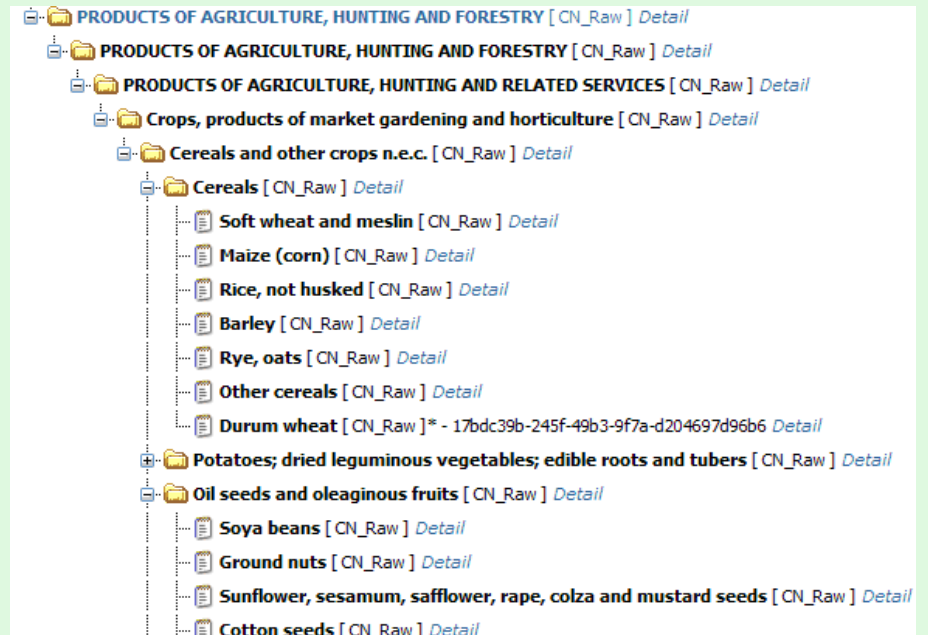 PRODUCTS OF AGRICULTURE, HUNTING AND FORESTRY [ CN_Raw ] Detail
PRODUCTS OF AGRICULTURE, HUNTING AND FORESTRY [ CN_Raw ] Detail
PRODUCTS OF AGRICULTURE, HUNTING AND RELATED SERVICES [ CN_Raw ] Detail
Crops, products of market gardening and horticulture [ CN_Raw ] Detail
Cereals and other crops n.e.c. [ CN_Raw ] Detail
Cereals [ CN_Raw ] Detail
Soft wheat and meslin [ CN_Raw ] Detail
Maize (corn) [ CN_Raw ] Detail
Rice, not husked [ CN_Raw ] Detail
Barley [ CN_Raw ] Detail
Rye, oats [ CN_Raw ] Detail
Other cereals [ CN_Raw ] Detail
Durum wheat [ CN_Raw ]* - 17bdc39b-245f-49b3-9f7a-d204697d96b6 Detail
Potatoes; dried leguminous vegetables; edible roots and tubers [ CN_Raw ] Detail
Oil seeds and oleaginous fruits [ CN_Raw ] Detail
Soya beans [ CN_Raw ] Detail
Ground nuts [ CN_Raw ] Detail
Sunflower, sesamum, safflower, rape, colza and mustard seeds [ CN_Raw ] Detail
Cotton seeds [ CN_Raw ] Detail